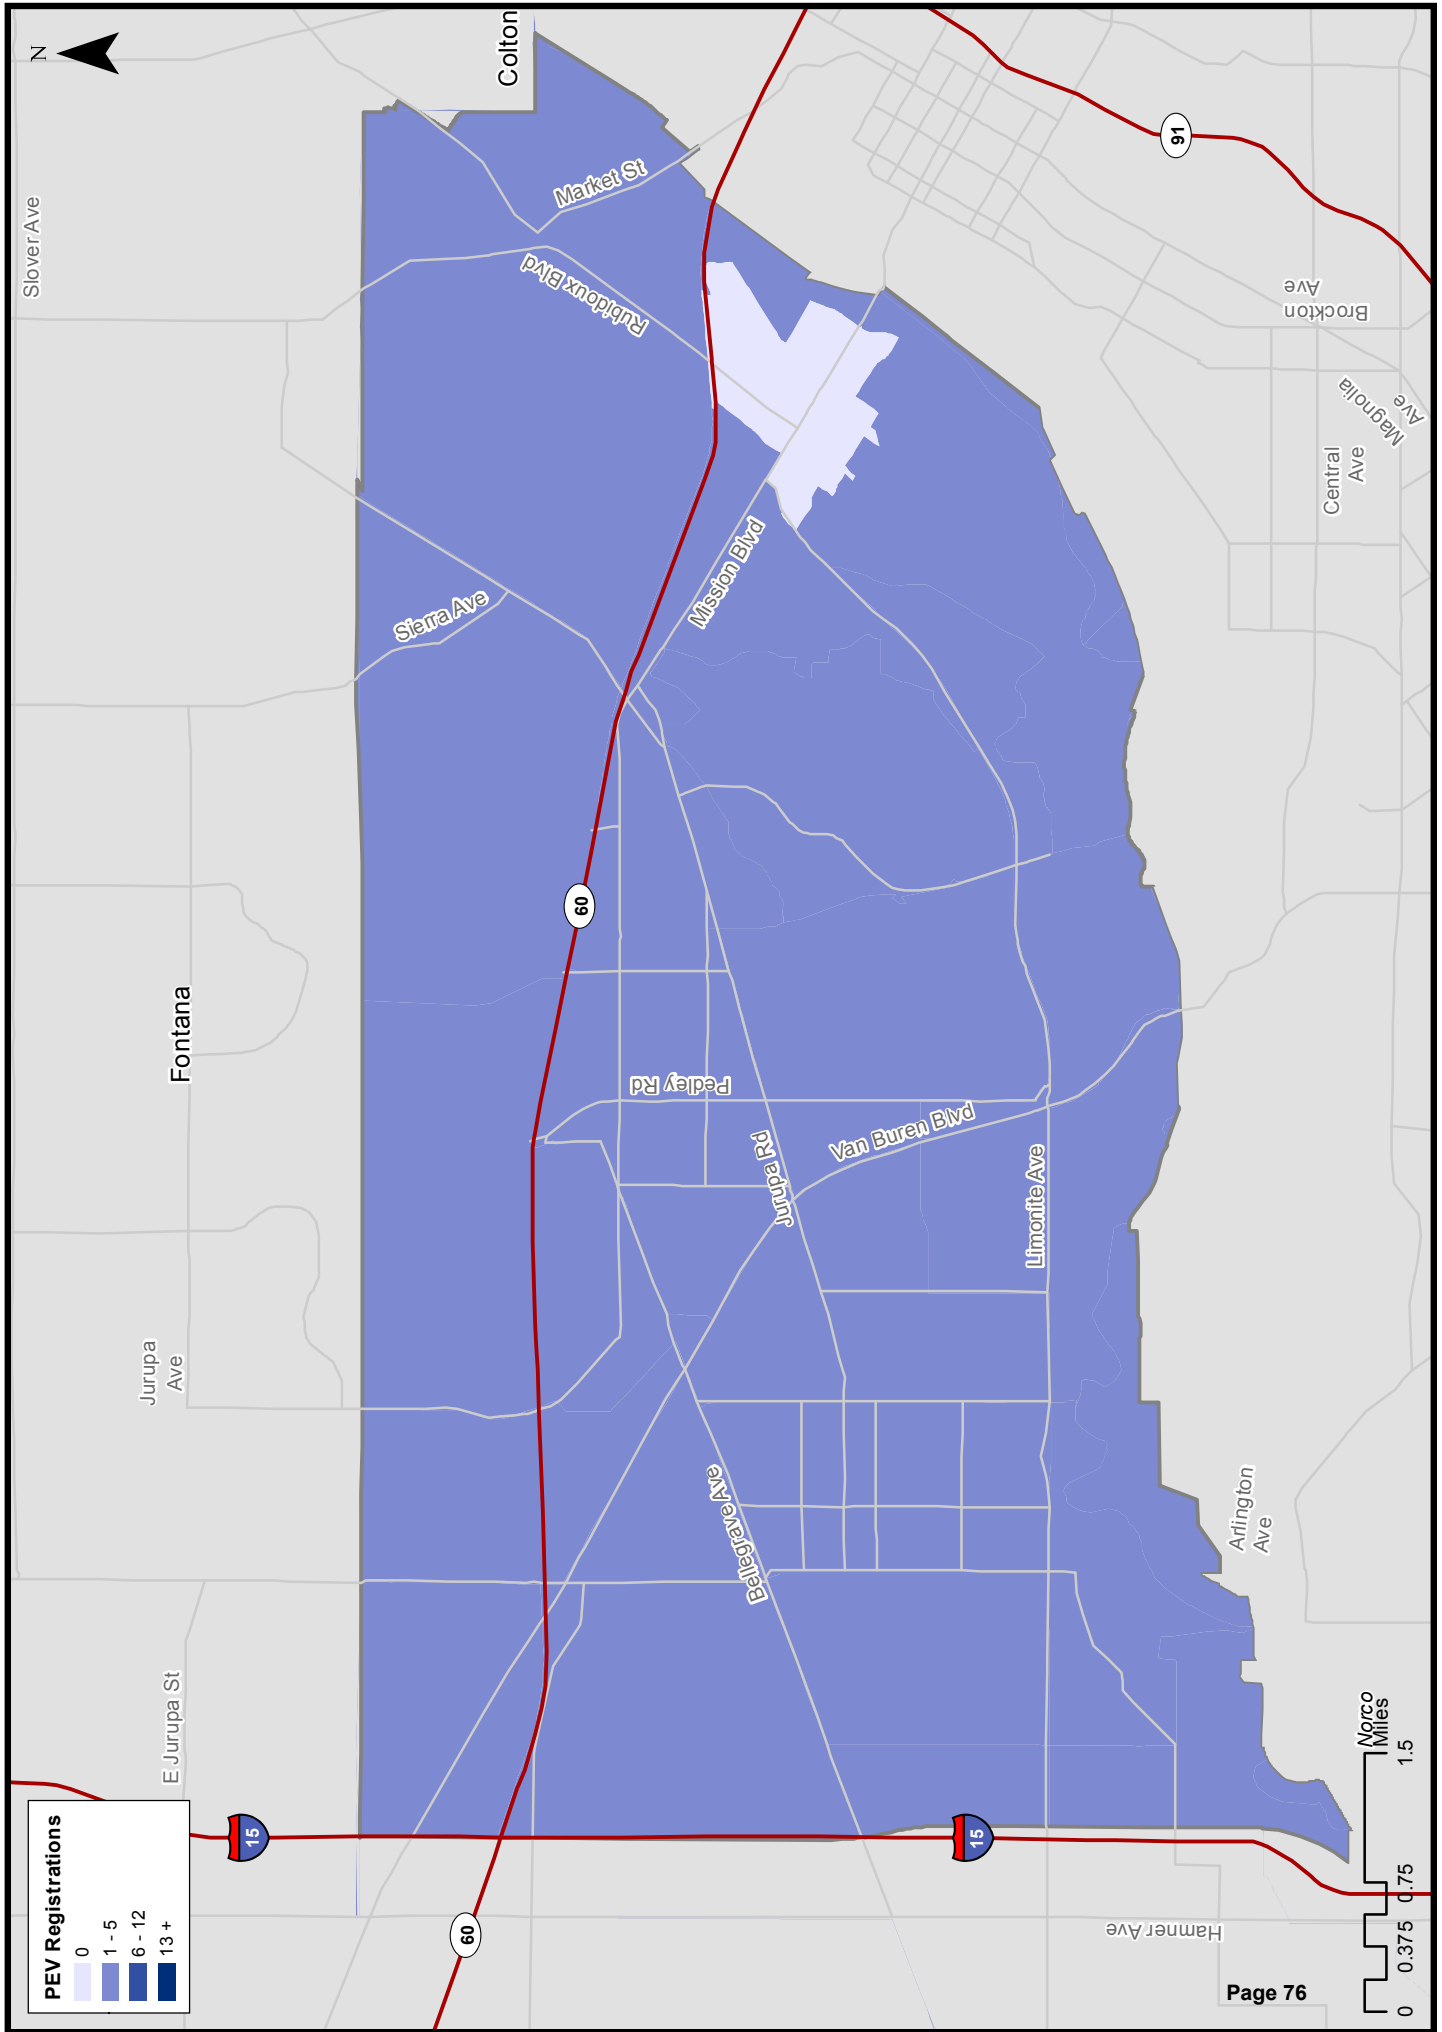 PEV Registrations
0
1 - 5
6 - 12
13 +
N
Slover Ave
Colton
Fontana
Jurupa
Ave
E Jurupa St
15
60
Market St
Rubidoux Blvd
Sierra Ave
Mission Blvd
60
Pedley Rd
Jurupa Rd
Van Buren Blvd
Limonite Ave
Bellegrave Ave
15
91
Brockton
Ave
Magnolia
Ave
Central
Ave
Arlington
Ave
Hamner Ave
Norco
Miles
0 0.375 0.75 1.5
Page 76